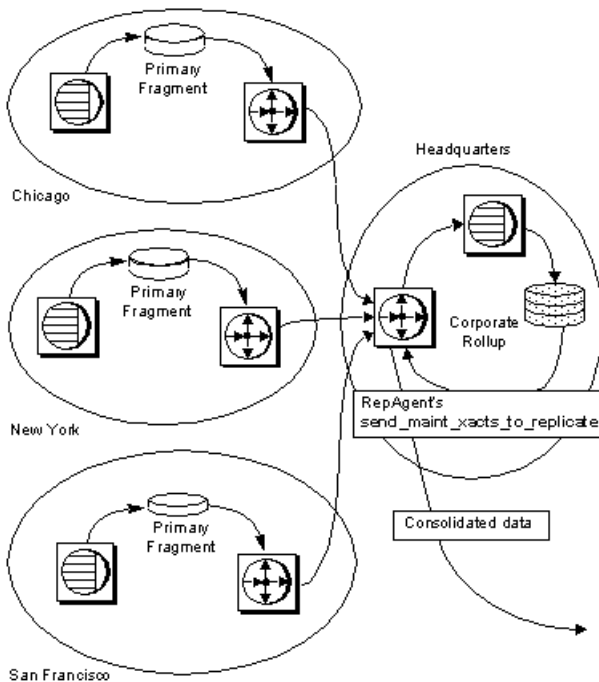 Primary
Fragment
Chicago
Headquarters
Primary
Fragment
New York
Corporate
Rollup
RepAgent's
send_maint_xacts_to_replicate
Consolidated data
Primary
Fragment
San Francisco